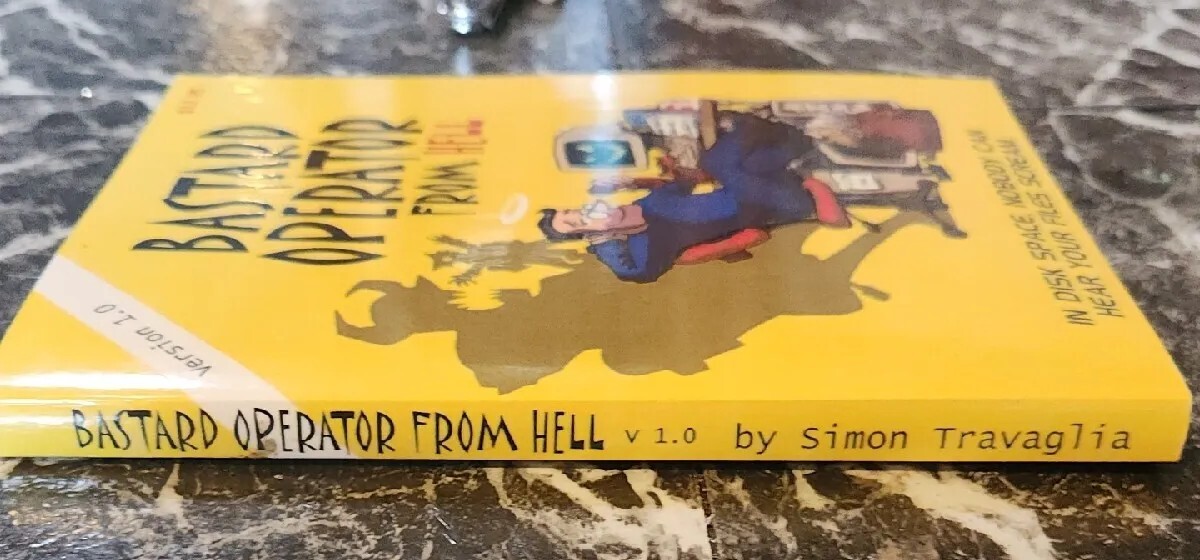 BASTARD
OPERATOR
FROM HELL
IN DISK SPACE, NOBODY CAN
HEAR YOUR FILES SCREAM
version 1.0
BASTARD OPERATOR FROM HELL v 1.0 by Simon Travaglia